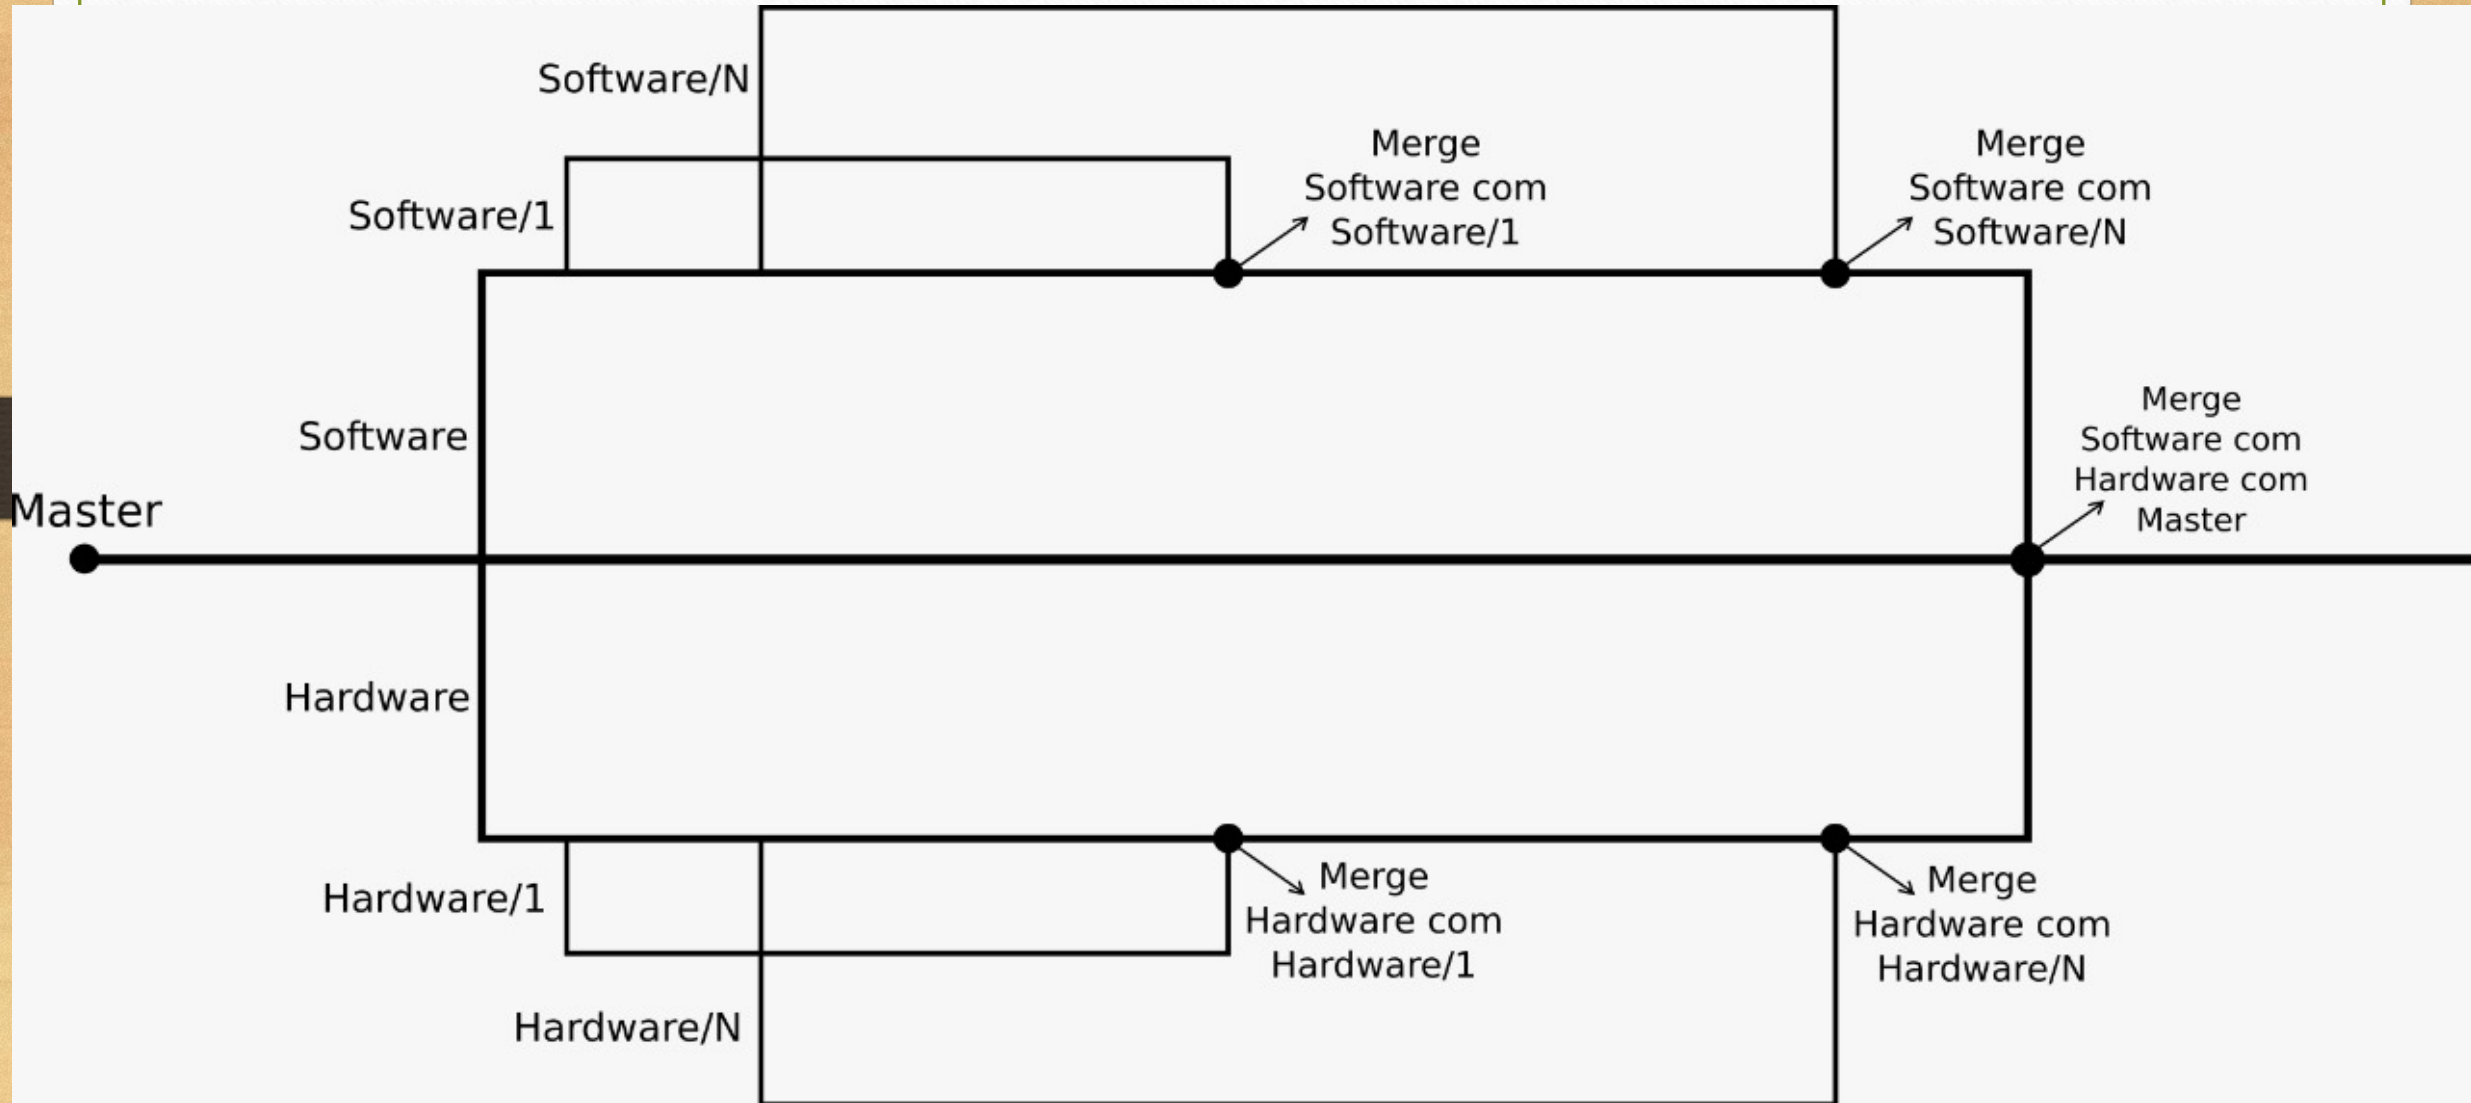 Software/N
Merge
Software com
Software/1
Merge
Software com
Software/N
Software/1
Software
Merge
Software com
Hardware com
Master
Master
Hardware
Hardware/1
Merge
Hardware com
Hardware/1
Merge
Hardware com
Hardware/N
Hardware/N